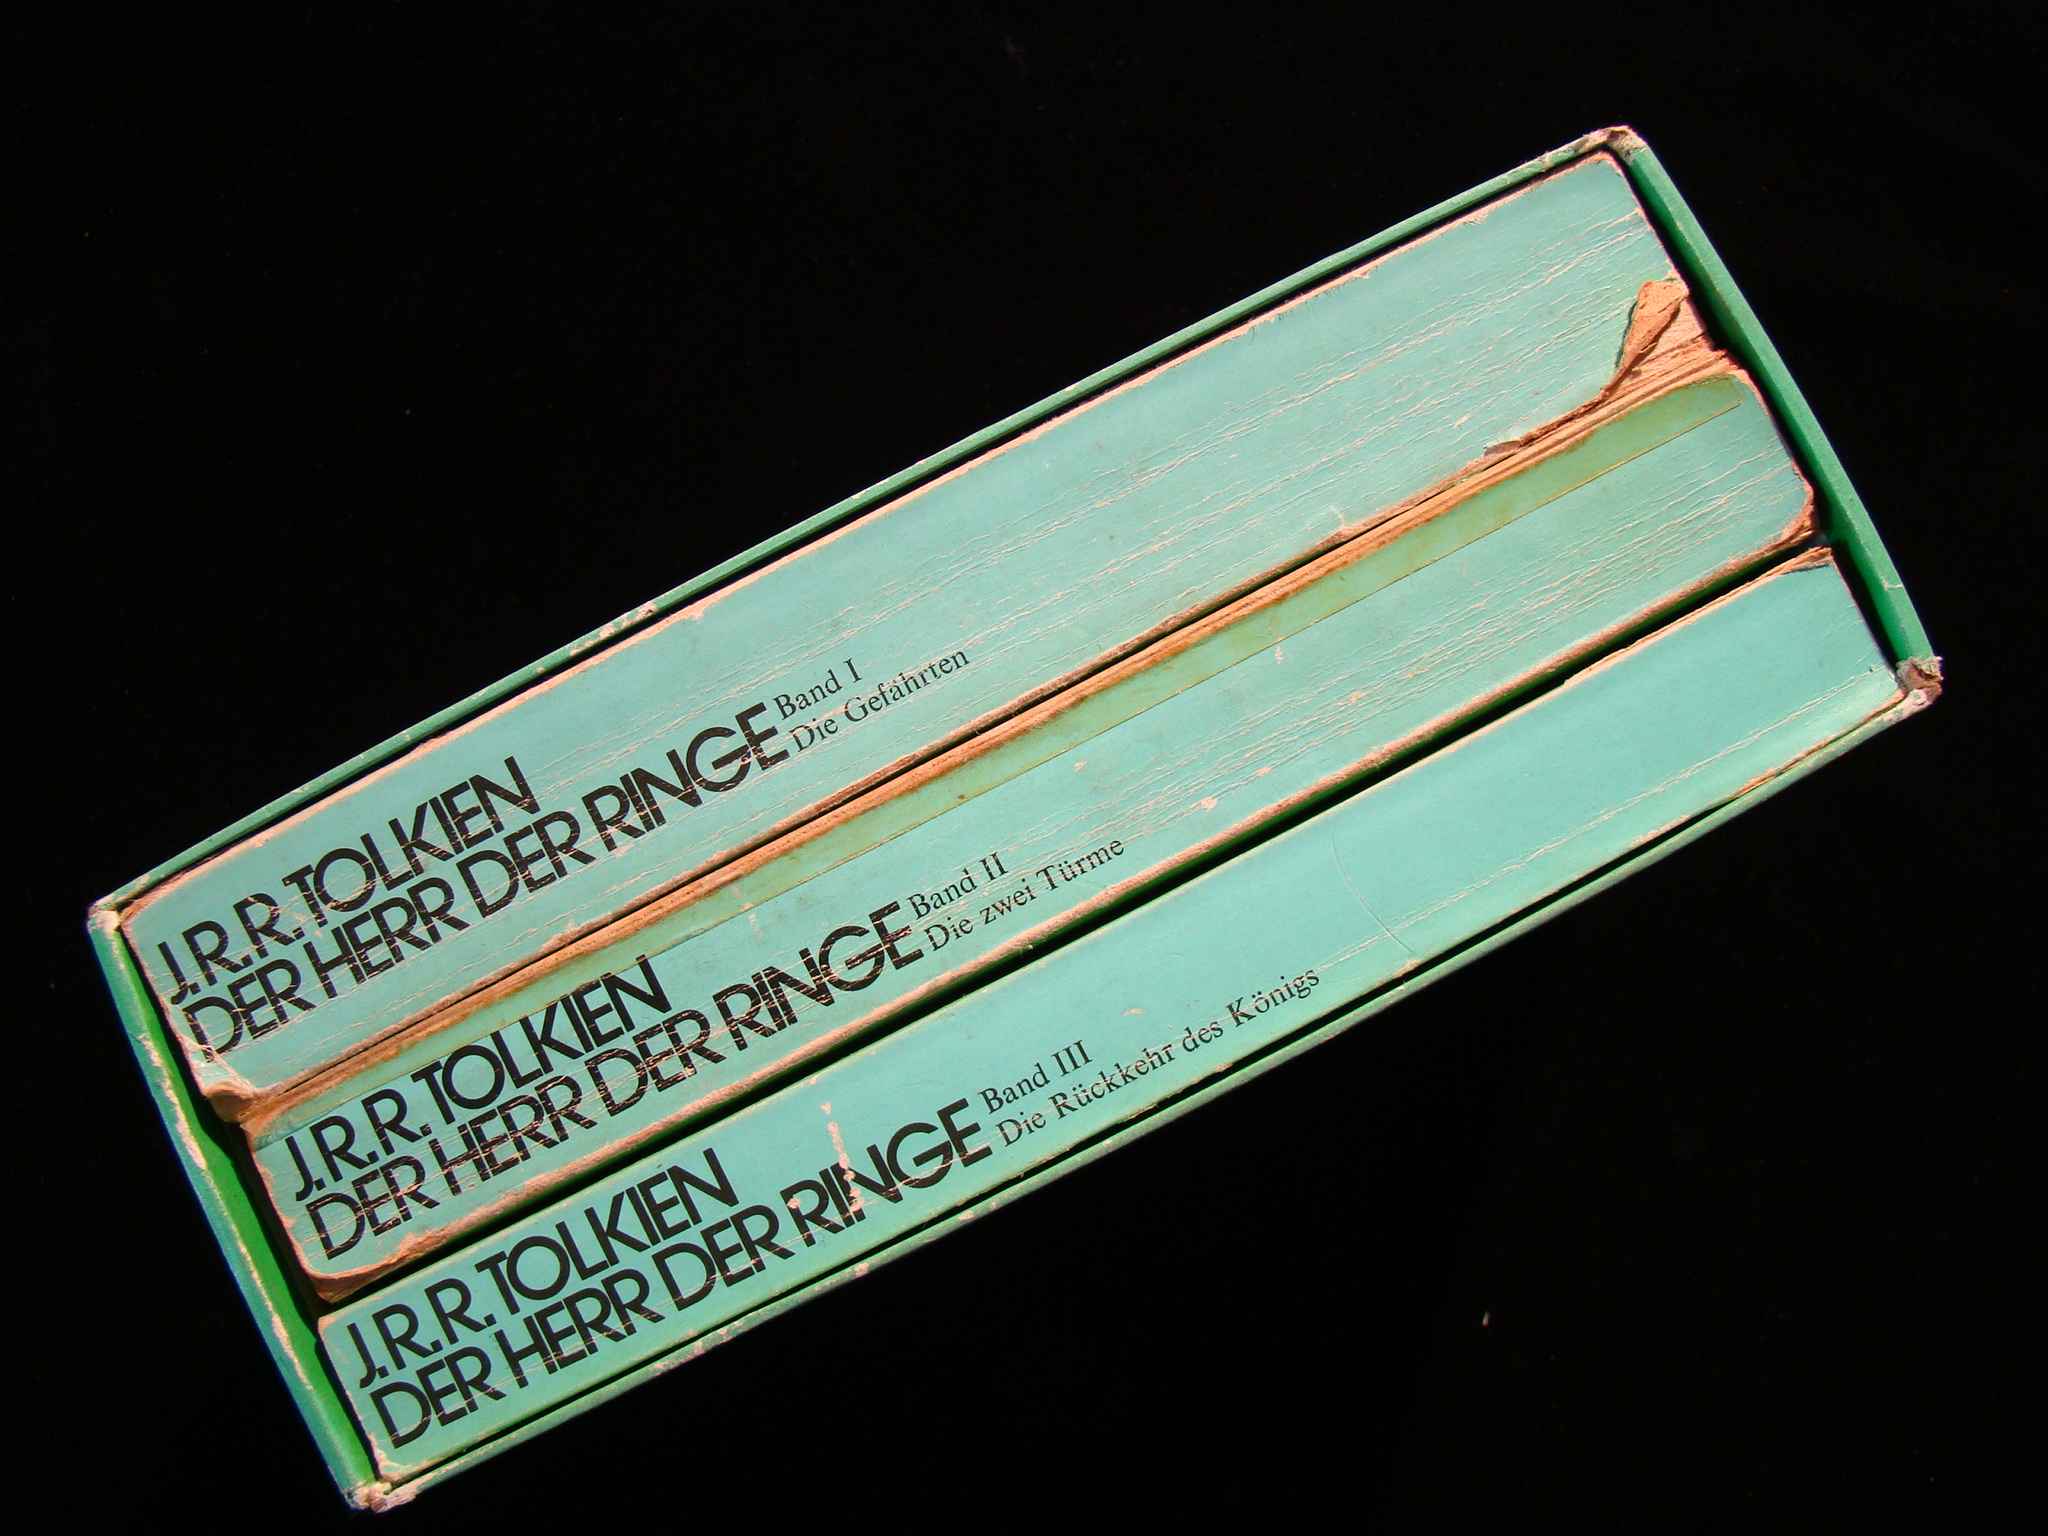 J.R.R. TOLKIEN
DER HERR DER RINGE
Band I
Die Gefährten
J.R.R. TOLKIEN
DER HERR DER RINGE
Band II
Die zwei Türme
J.R.R. TOLKIEN
DER HERR DER RINGE
Band III
Die Rückkehr des Königs